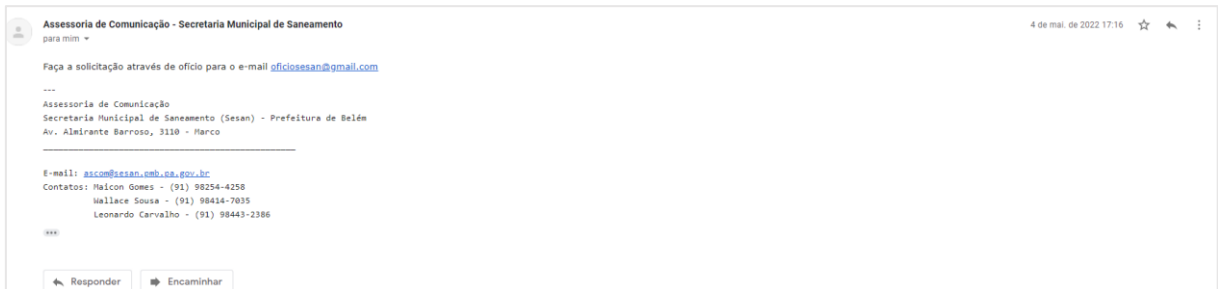 Assessoria de Comunicação - Secretaria Municipal de Saneamento
4 de mai. de 2022 17:16
para mim
Faça a solicitação através de ofício para o e-mail oficiosesan@gmail.com
---
Assessoria de Comunicação
Secretaria Municipal de Saneamento (Sesan) - Prefeitura de Belém
Av. Almirante Barroso, 3110 - Marco
__________________________________________________
E-mail: ascom@sesan.pmb.pa.gov.br
Contatos: Maicon Gomes - (91) 98254-4258
Wallace Sousa - (91) 98414-7035
Leonardo Carvalho - (91) 98443-2386
Responder
Encaminhar